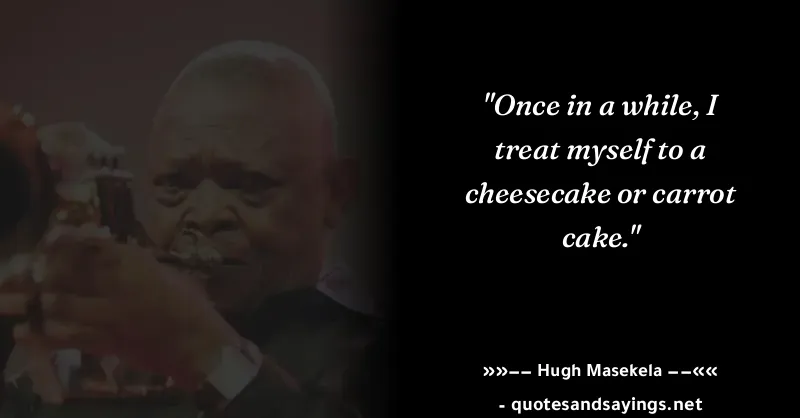 "Once in a while, I
treat myself to a
cheesecake or carrot
cake."
»»−− Hugh Masekela −−««
- quotesandsayings.net